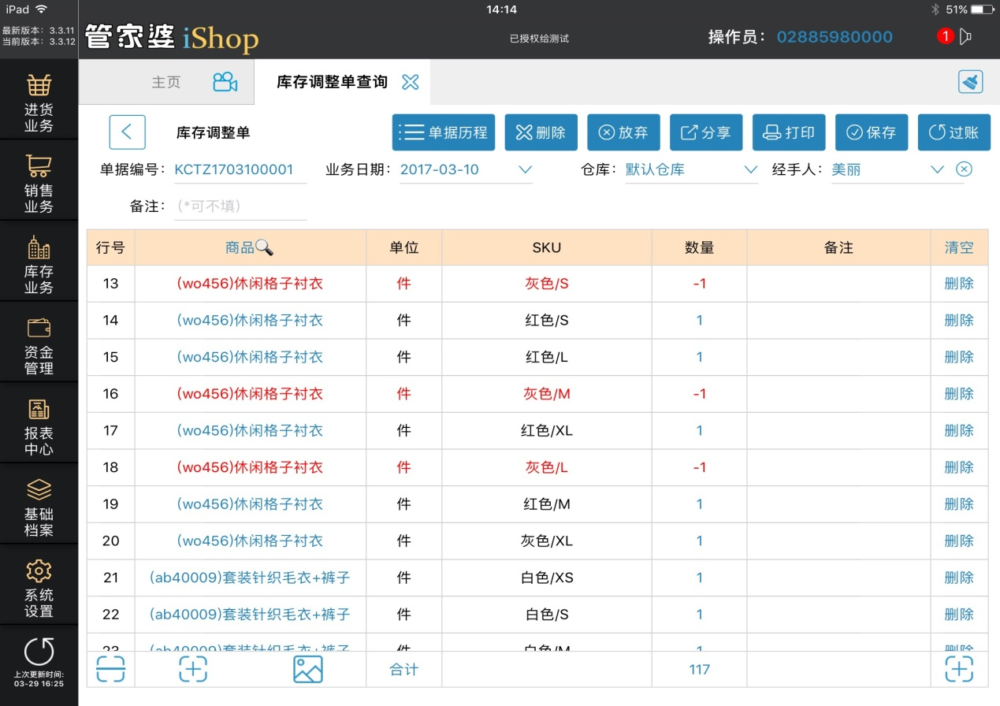 iPad 14:14 51%
最新版本: 3.3.11
当前版本: 3.3.12
管家婆 iShop
已授权给测试
操作员: 02885980000
1
进货
业务
销售
业务
库存
业务
资金
管理
报表
中心
基础
档案
系统
设置
上次更新时间:
03-29 16:25
主页 库存调整单查询
库存调整单 单据历程 删除 放弃 分享 打印 保存 过账
单据编号: KCTZ1703100001 业务日期: 2017-03-10 仓库: 默认仓库 经手人: 美丽
备注: (*可不填)
行号 商品 单位 SKU 数量 备注 清空
13 (wo456)休闲格子衬衣 件 灰色/S -1 删除
14 (wo456)休闲格子衬衣 件 红色/S 1 删除
15 (wo456)休闲格子衬衣 件 红色/L 1 删除
16 (wo456)休闲格子衬衣 件 灰色/M -1 删除
17 (wo456)休闲格子衬衣 件 红色/XL 1 删除
18 (wo456)休闲格子衬衣 件 灰色/L -1 删除
19 (wo456)休闲格子衬衣 件 红色/M 1 删除
20 (wo456)休闲格子衬衣 件 灰色/XL 1 删除
21 (ab40009)套装针织毛衣+裤子 件 白色/XS 1 删除
22 (ab40009)套装针织毛衣+裤子 件 白色/S 1 删除
23 (ab40009)套装针织毛衣+裤子 件 白色/M 1 删除
合计 117